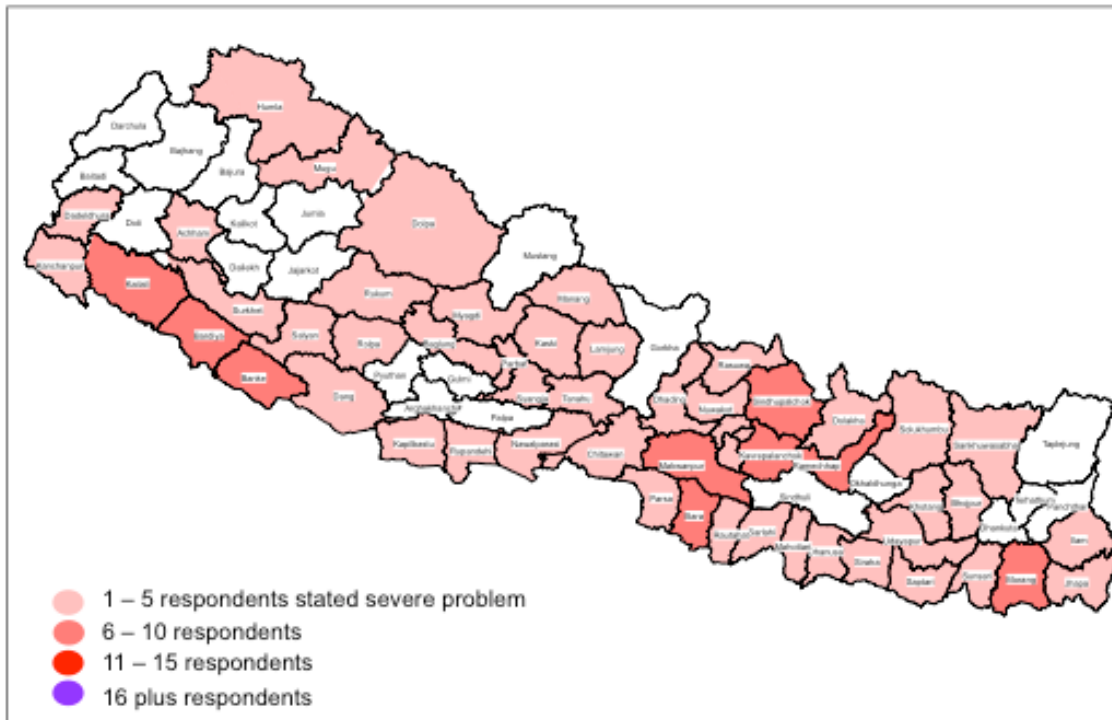 Humla
Darchula
Bajhang
Mugu
Baitadi
Bajura
Jumla
Dadeldhura
Doti
Achham
Kalikot
Dolpa
Mustang
Kanchanpur
Dailekh
Jajarkot
Kailali
Rukum
Manang
Surkhet
Myagdi
Bardiya
Salyan
Rolpa
Baglung
Kaski
Lamjung
Gorkha
Parbat
Rasuwa
Banke
Pyuthan
Gulmi
Dang
Syangja
Tanahu
Dhading
Nuwakot
Sindhupalchok
Arghakhanchi
Palpa
Dolakha
Solukhumbu
Sankhuwasabha
Taplejung
Kapilbastu
Rupandehi
Nawalparasi
Chitawan
Makwanpur
Kavrepalanchok
Ramechhap
Okhaldhunga
Sindhuli
Khotang
Bhojpur
Terhathum
Panchthar
Dhankuta
Parsa
Bara
Rautahat
Sarlahi
Mahottari
Dhanusa
Siraha
Udayapur
Saptari
Sunsari
Morang
Ilam
Jhapa
1 – 5 respondents stated severe problem
6 – 10 respondents
11 – 15 respondents
16 plus respondents